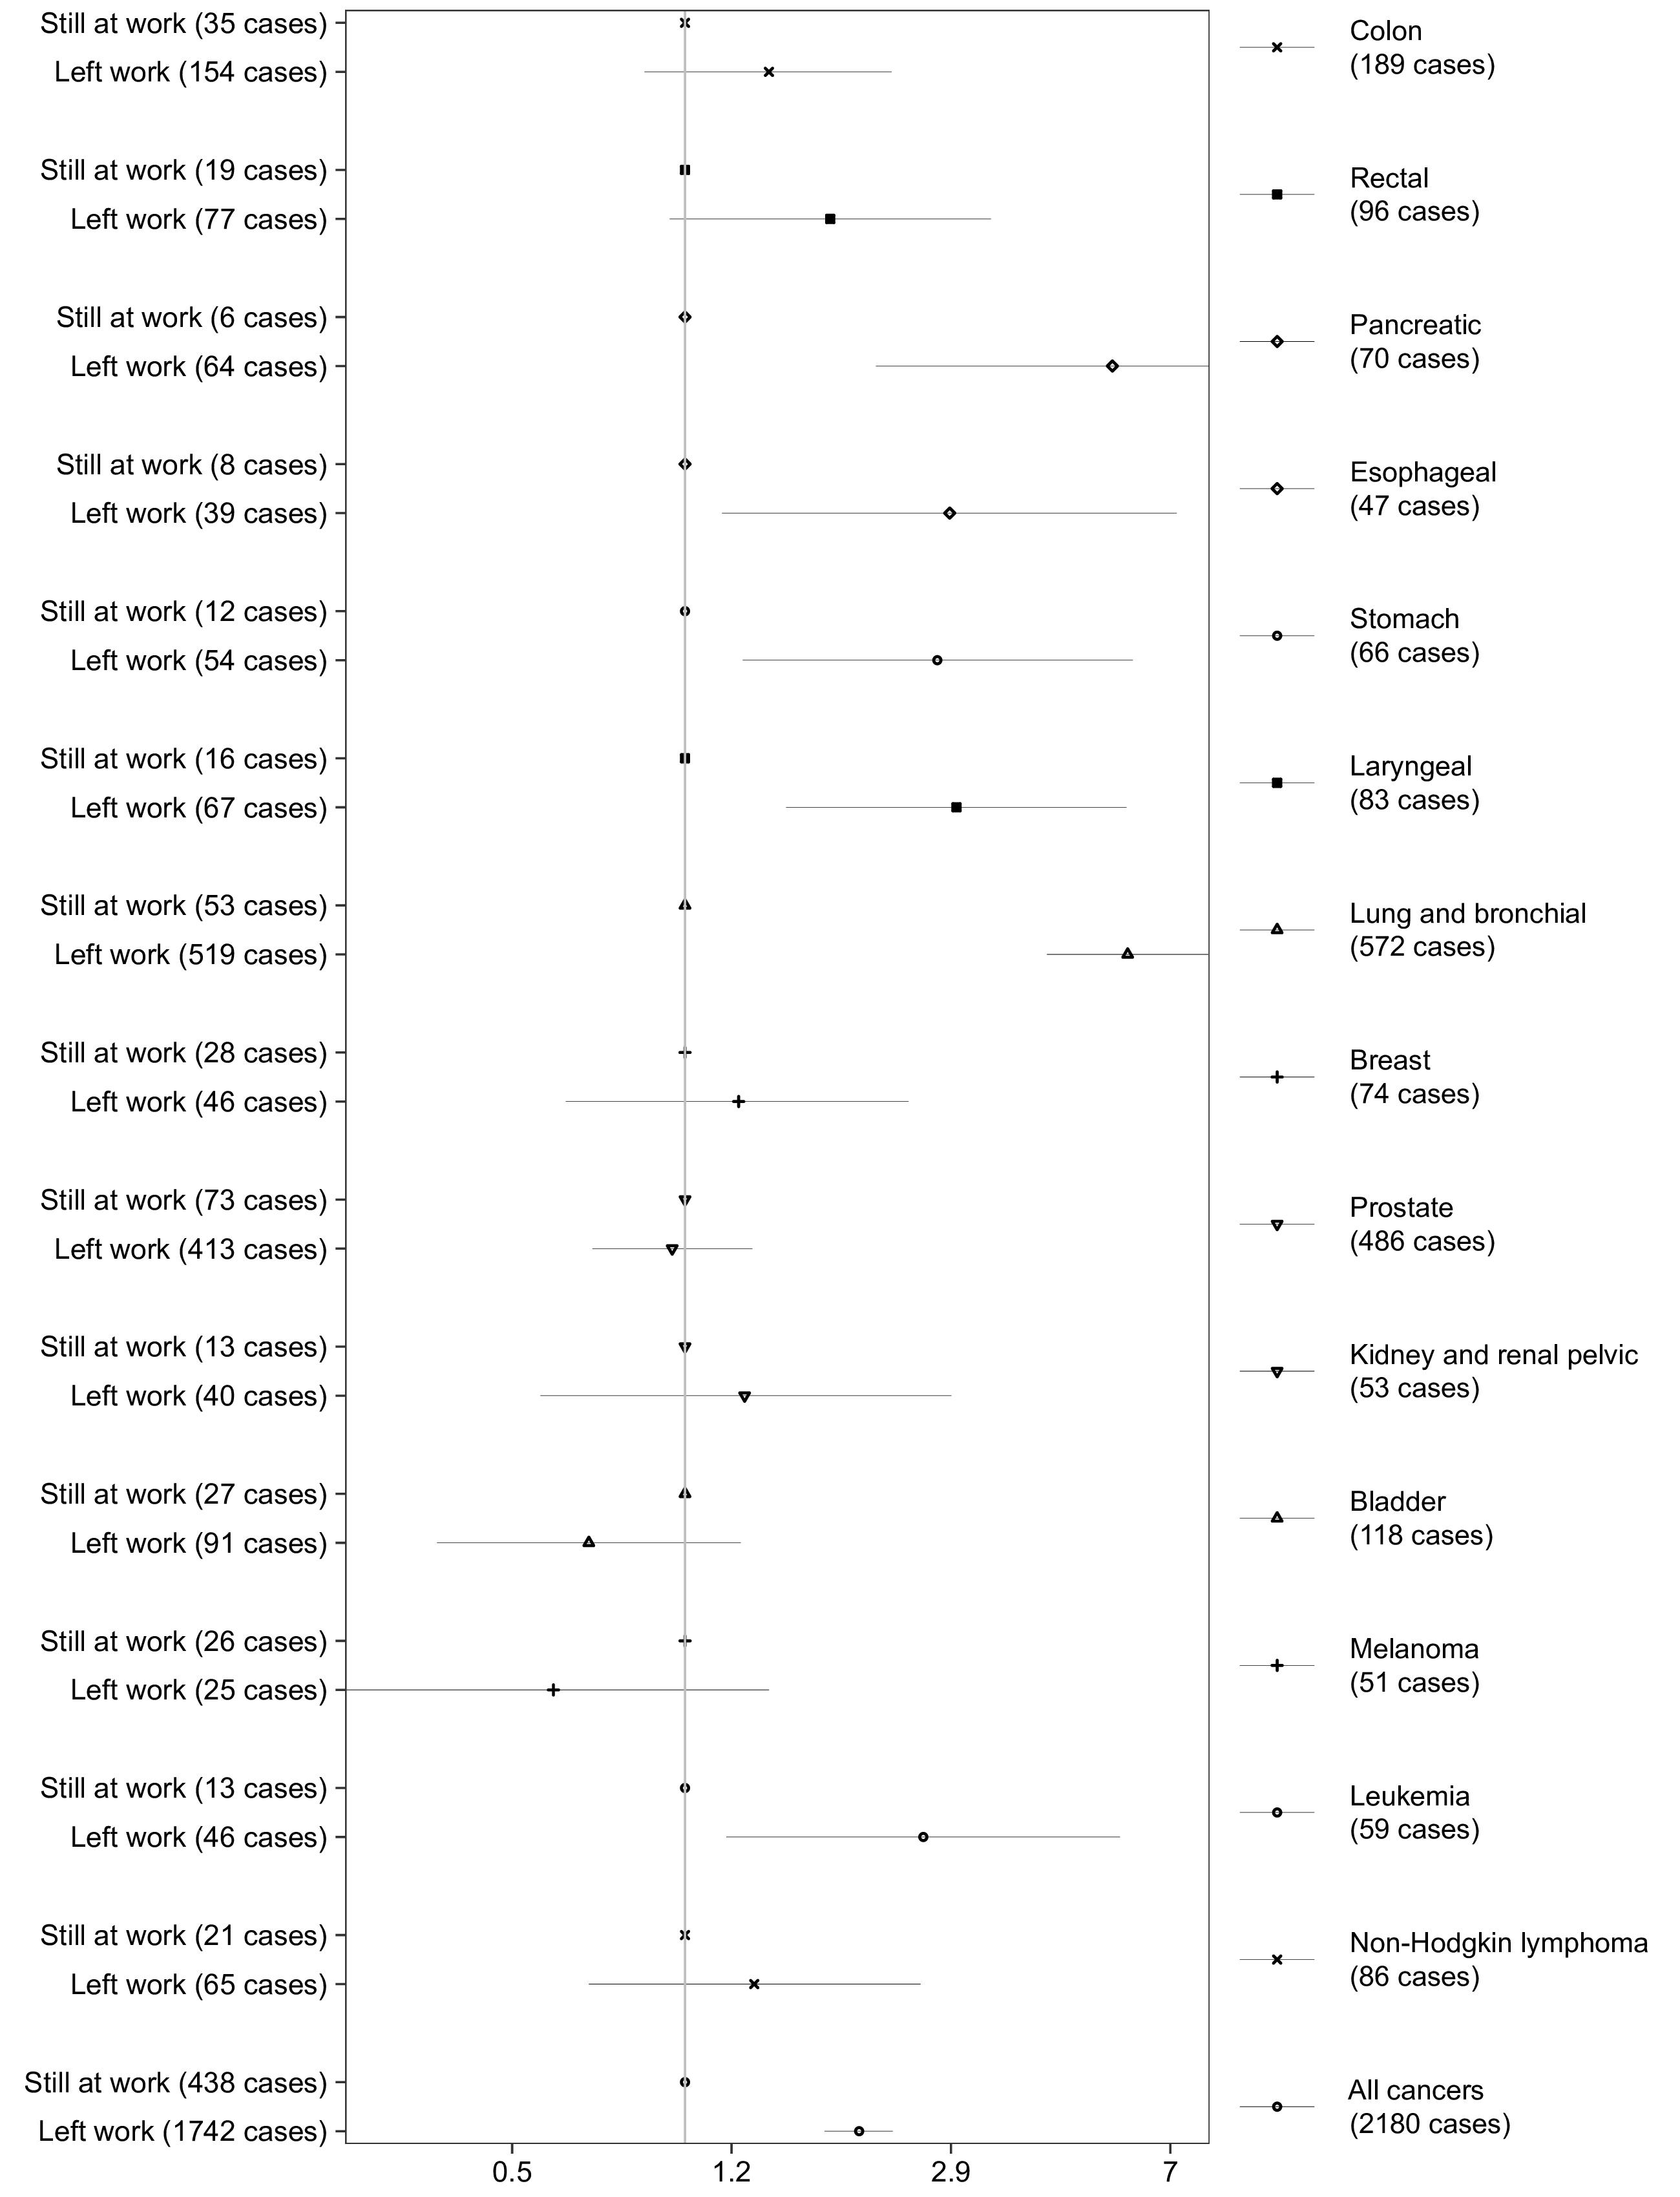 Still at work (35 cases)
Left work (154 cases)
Colon
(189 cases)
Still at work (19 cases)
Left work (77 cases)
Rectal
(96 cases)
Still at work (6 cases)
Left work (64 cases)
Pancreatic
(70 cases)
Still at work (8 cases)
Left work (39 cases)
Esophageal
(47 cases)
Still at work (12 cases)
Left work (54 cases)
Stomach
(66 cases)
Still at work (16 cases)
Left work (67 cases)
Laryngeal
(83 cases)
Still at work (53 cases)
Left work (519 cases)
Lung and bronchial
(572 cases)
Still at work (28 cases)
Left work (46 cases)
Breast
(74 cases)
Still at work (73 cases)
Left work (413 cases)
Prostate
(486 cases)
Still at work (13 cases)
Left work (40 cases)
Kidney and renal pelvic
(53 cases)
Still at work (27 cases)
Left work (91 cases)
Bladder
(118 cases)
Still at work (26 cases)
Left work (25 cases)
Melanoma
(51 cases)
Still at work (13 cases)
Left work (46 cases)
Leukemia
(59 cases)
Still at work (21 cases)
Left work (65 cases)
Non-Hodgkin lymphoma
(86 cases)
Still at work (438 cases)
Left work (1742 cases)
All cancers
(2180 cases)
0.5 1.2 2.9 7